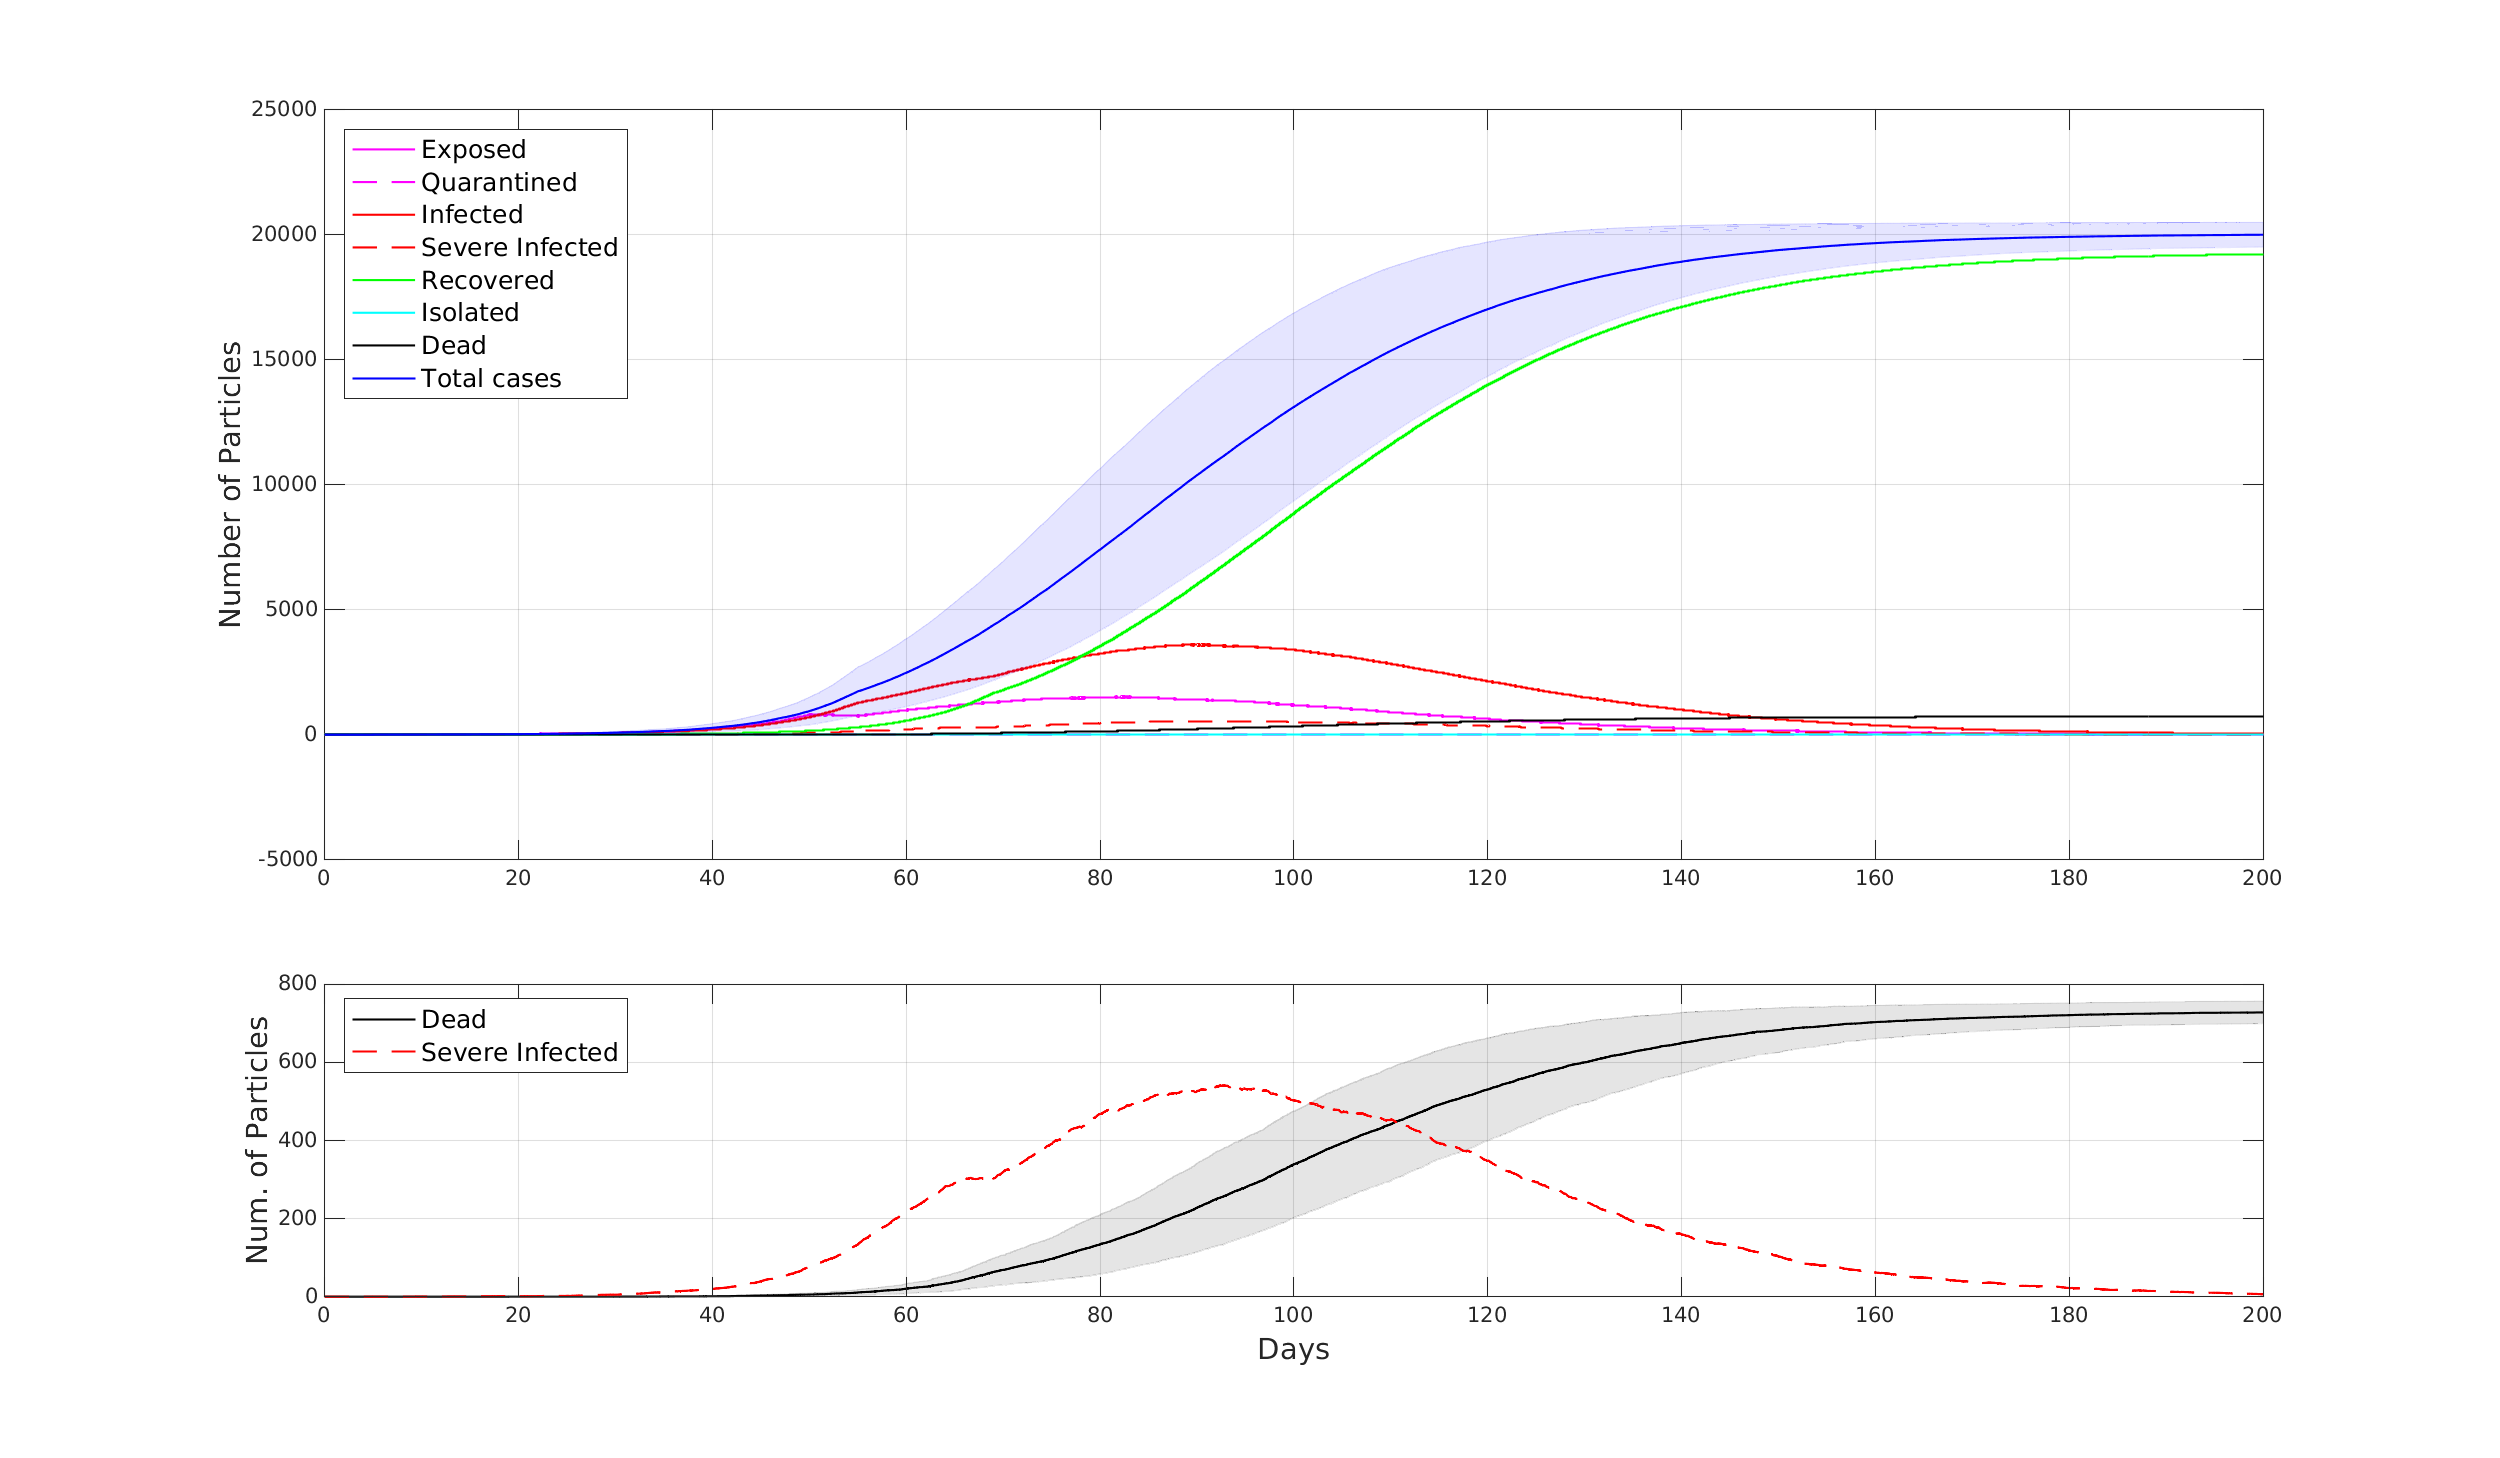 25000
20000
15000
10000
5000
0
-5000
Number of Particles
Exposed
Quarantined
Infected
Severe Infected
Recovered
Isolated
Dead
Total cases
0 20 40 60 80 100 120 140 160 180 200
800
600
400
200
0
Num. of Particles
Dead
Severe Infected
0 20 40 60 80 100 120 140 160 180 200
Days